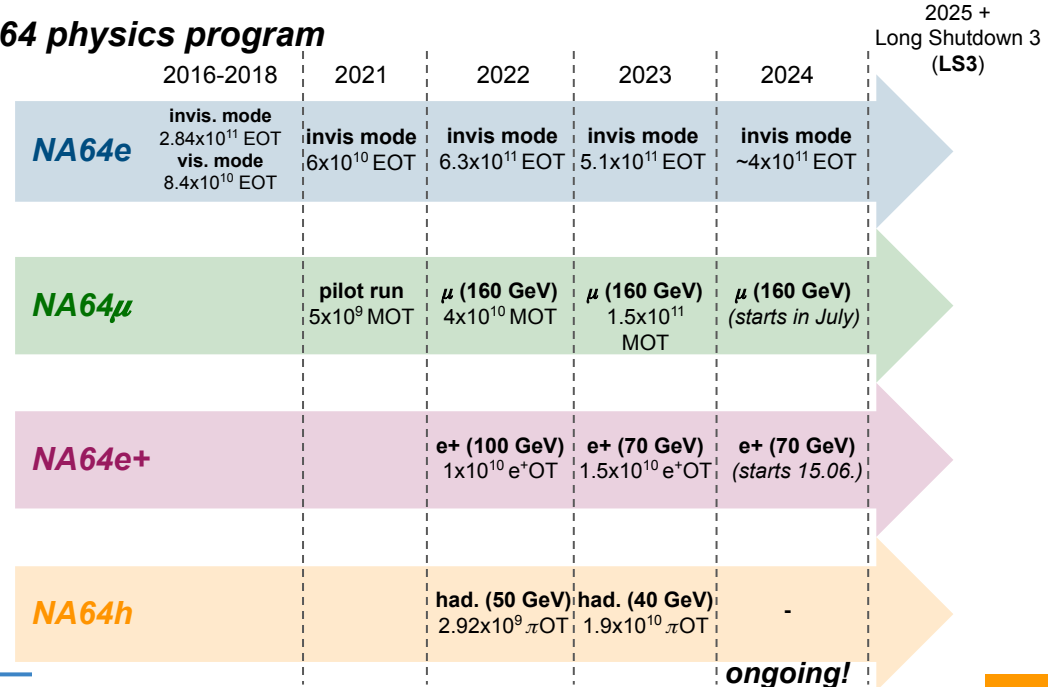 64 physics program
2025 +
Long Shutdown 3
(LS3)
2016-2018
2021
2022
2023
2024
NA64e
invis. mode
2.84x10¹¹ EOT
vis. mode
8.4x10¹⁰ EOT
invis mode
6x10¹⁰ EOT
invis mode
6.3x10¹¹ EOT
invis mode
5.1x10¹¹ EOT
invis mode
~4x10¹¹ EOT
NA64μ
pilot run
5x10⁹ MOT
μ (160 GeV)
4x10¹⁰ MOT
μ (160 GeV)
1.5x10¹¹
MOT
μ (160 GeV)
(starts in July)
NA64e+
e+ (100 GeV)
1x10¹⁰ e⁺OT
e+ (70 GeV)
1.5x10¹⁰ e⁺OT
e+ (70 GeV)
(starts 15.06.)
NA64h
had. (50 GeV)
2.92x10⁹ πOT
had. (40 GeV)
1.9x10¹⁰ πOT
-
ongoing!